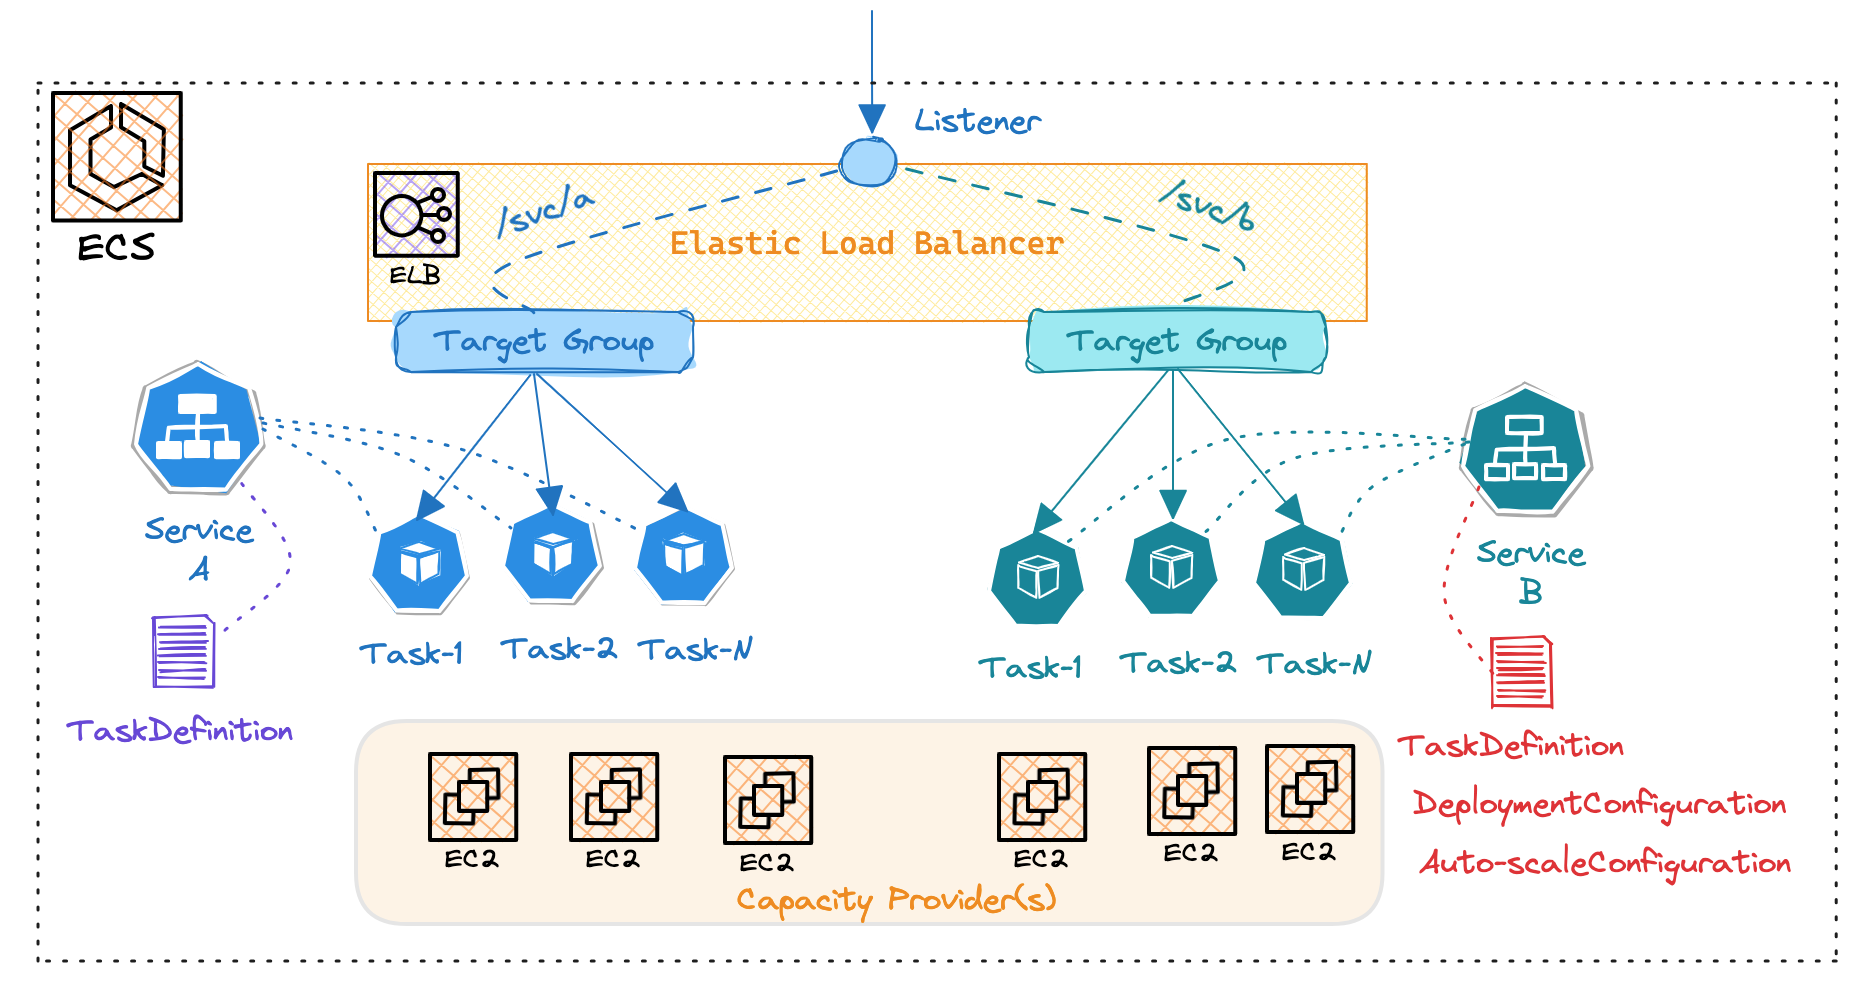 Listener
ECS
ELB
/svc/a
/svc/b
Elastic Load Balancer
Target Group
Target Group
Service
A
Service
B
Task-1
Task-2
Task-N
Task-1
Task-2
Task-N
TaskDefinition
TaskDefinition
DeploymentConfiguration
Auto-scaleConfiguration
EC2
EC2
EC2
EC2
EC2
EC2
Capacity Provider(s)